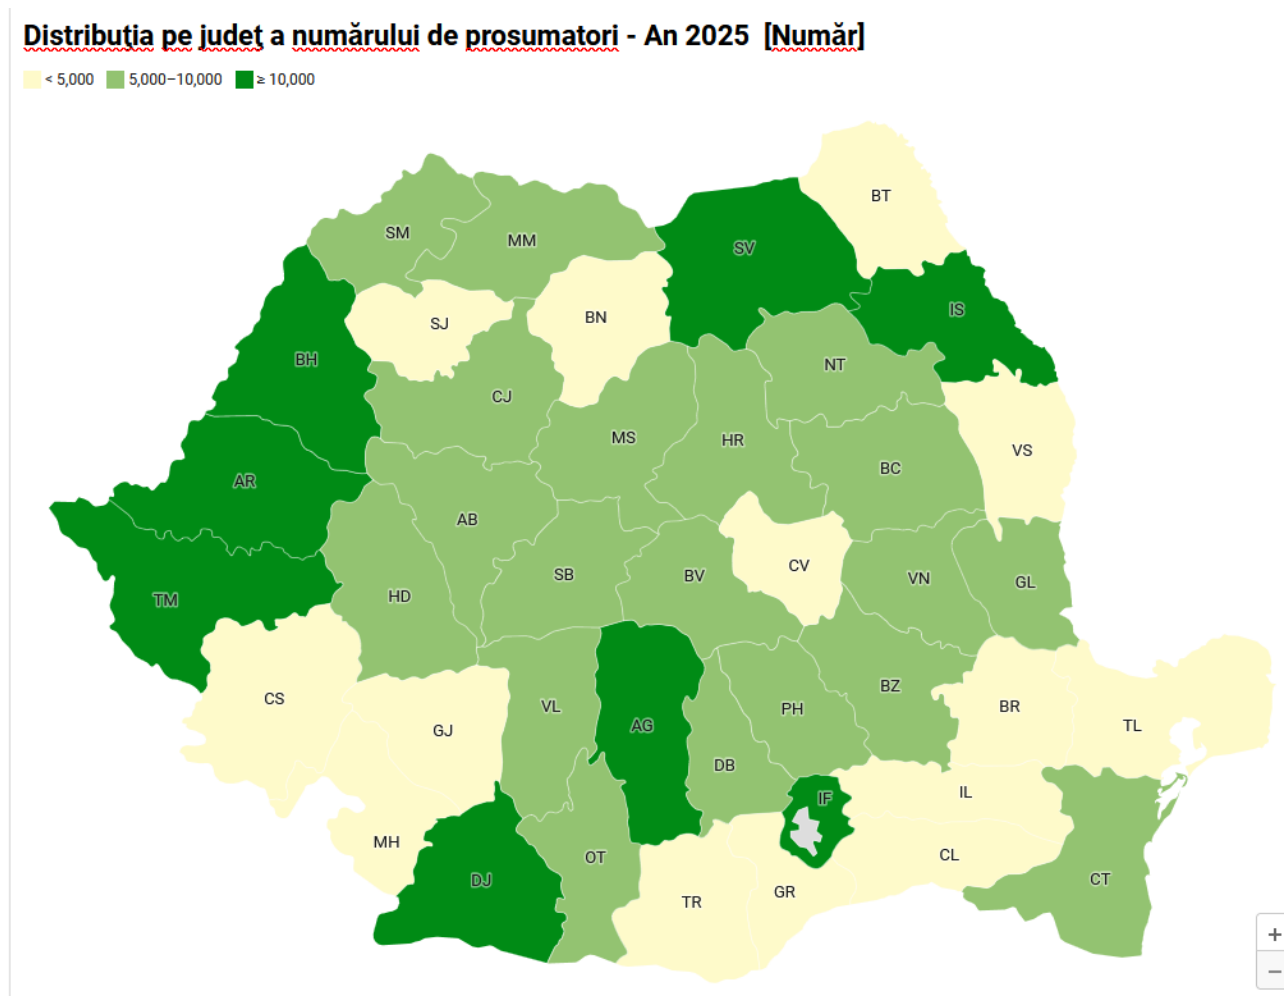 Distribuția pe județ a numărului de prosumatori - An 2025 [Număr]
< 5,000 5,000–10,000 ≥ 10,000
BT
SM
MM
SV
IS
BN
SJ
BH
NT
CJ
MS
HR
VS
BC
AR
AB
CV
SB
BV
VN
GL
HD
TM
BZ
CS
BR
VL
PH
AG
TL
GJ
DB
IL
IF
MH
CL
OT
CT
DJ
GR
TR
+
−